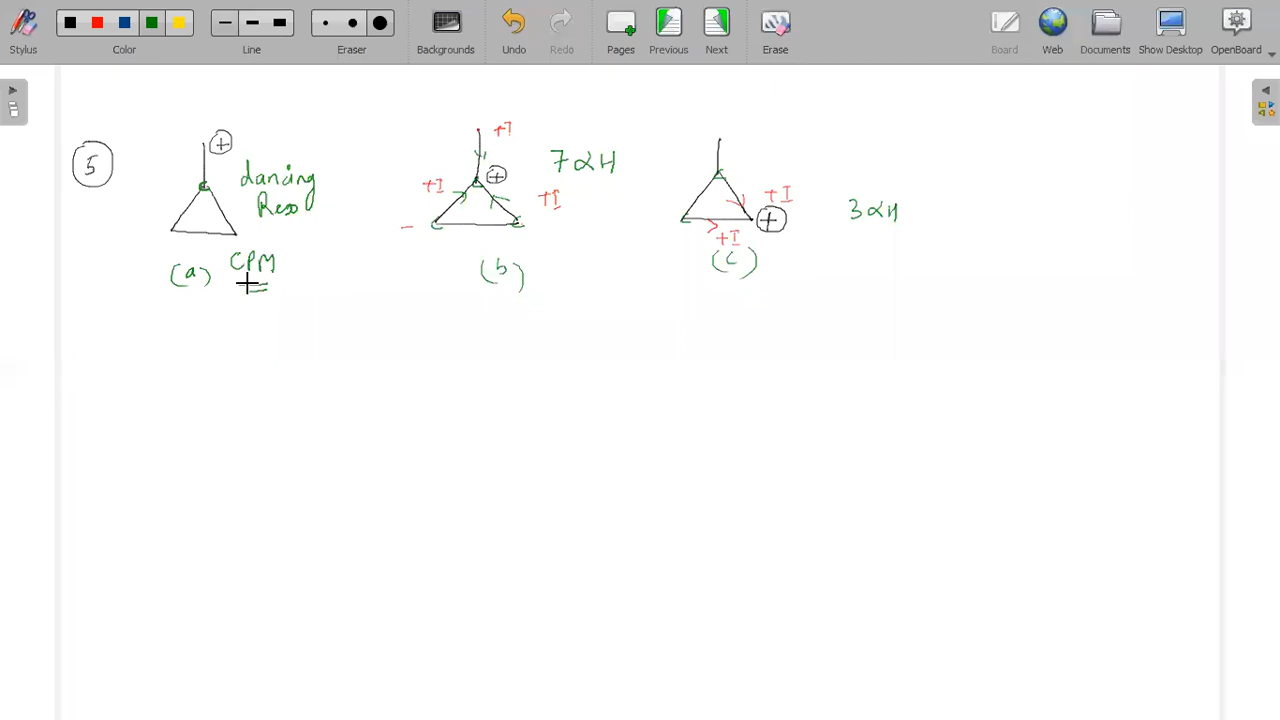 Stylus
Color
Line
Eraser
Backgrounds
Undo
Redo
Pages
Previous
Next
Erase
Board
Web
Documents
Show Desktop
OpenBoard
5
+
dancing
Reso
(a)
CPM
+I
+
+I
+I
7αH
(b)
+I
+
+I
(c)
3αH